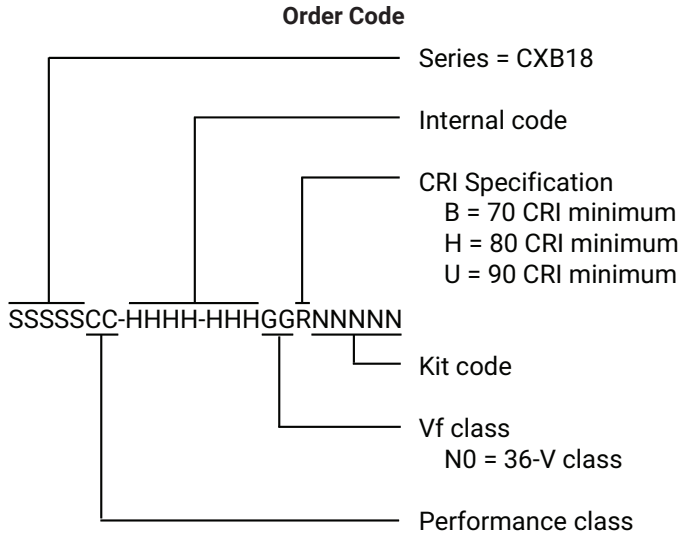 Order Code
Series = CXB18
Internal code
CRI Specification
B = 70 CRI minimum
H = 80 CRI minimum
U = 90 CRI minimum
SSSSSCC-HHHH-HHHGGRNNNNN
Kit code
Vf class
N0 = 36-V class
Performance class